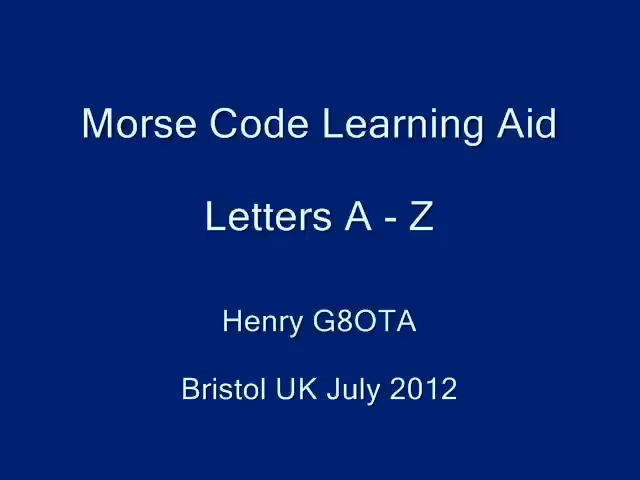 Morse Code Learning Aid
Letters A - Z
Henry G8OTA
Bristol UK July 2012